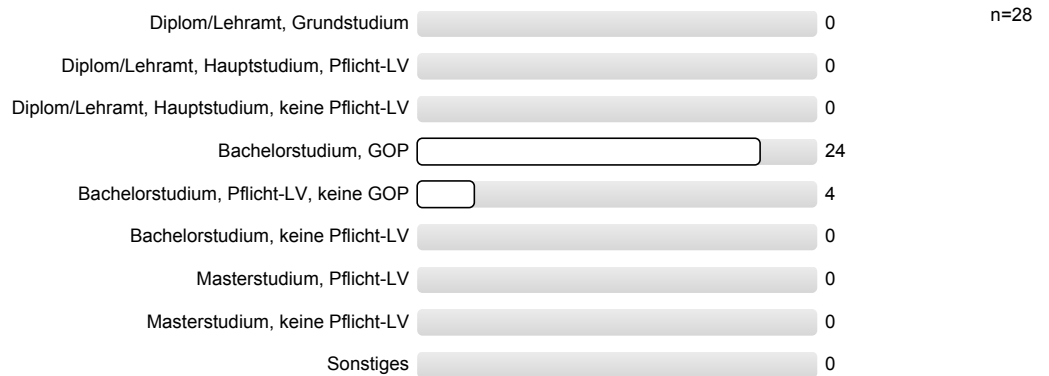 Diplom/Lehramt, Grundstudium 0 n=28
Diplom/Lehramt, Hauptstudium, Pflicht-LV 0
Diplom/Lehramt, Hauptstudium, keine Pflicht-LV 0
Bachelorstudium, GOP 24
Bachelorstudium, Pflicht-LV, keine GOP 4
Bachelorstudium, keine Pflicht-LV 0
Masterstudium, Pflicht-LV 0
Masterstudium, keine Pflicht-LV 0
Sonstiges 0